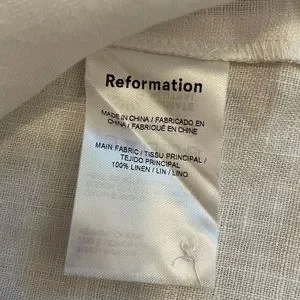 Reformation
MADE IN CHINA / FABRICADO EN
CHINA / FABRIQUÉ EN CHINE
MAIN FABRIC / TISSU PRINCIPAL /
TEJIDO PRINCIPAL
100% LINEN / LIN / LINO